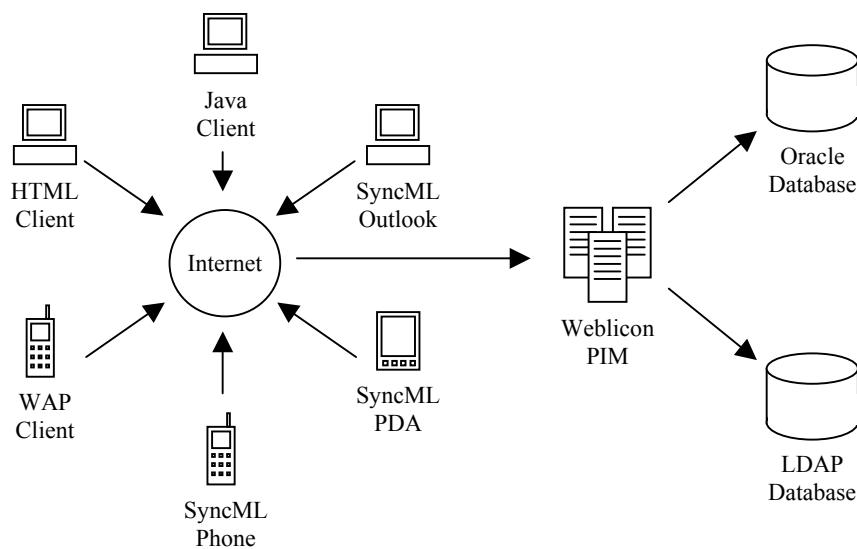 Java
Client
HTML
Client
SyncML
Outlook
Internet
WAP
Client
SyncML
Phone
SyncML
PDA
Weblicon
PIM
Oracle
Database
LDAP
Database